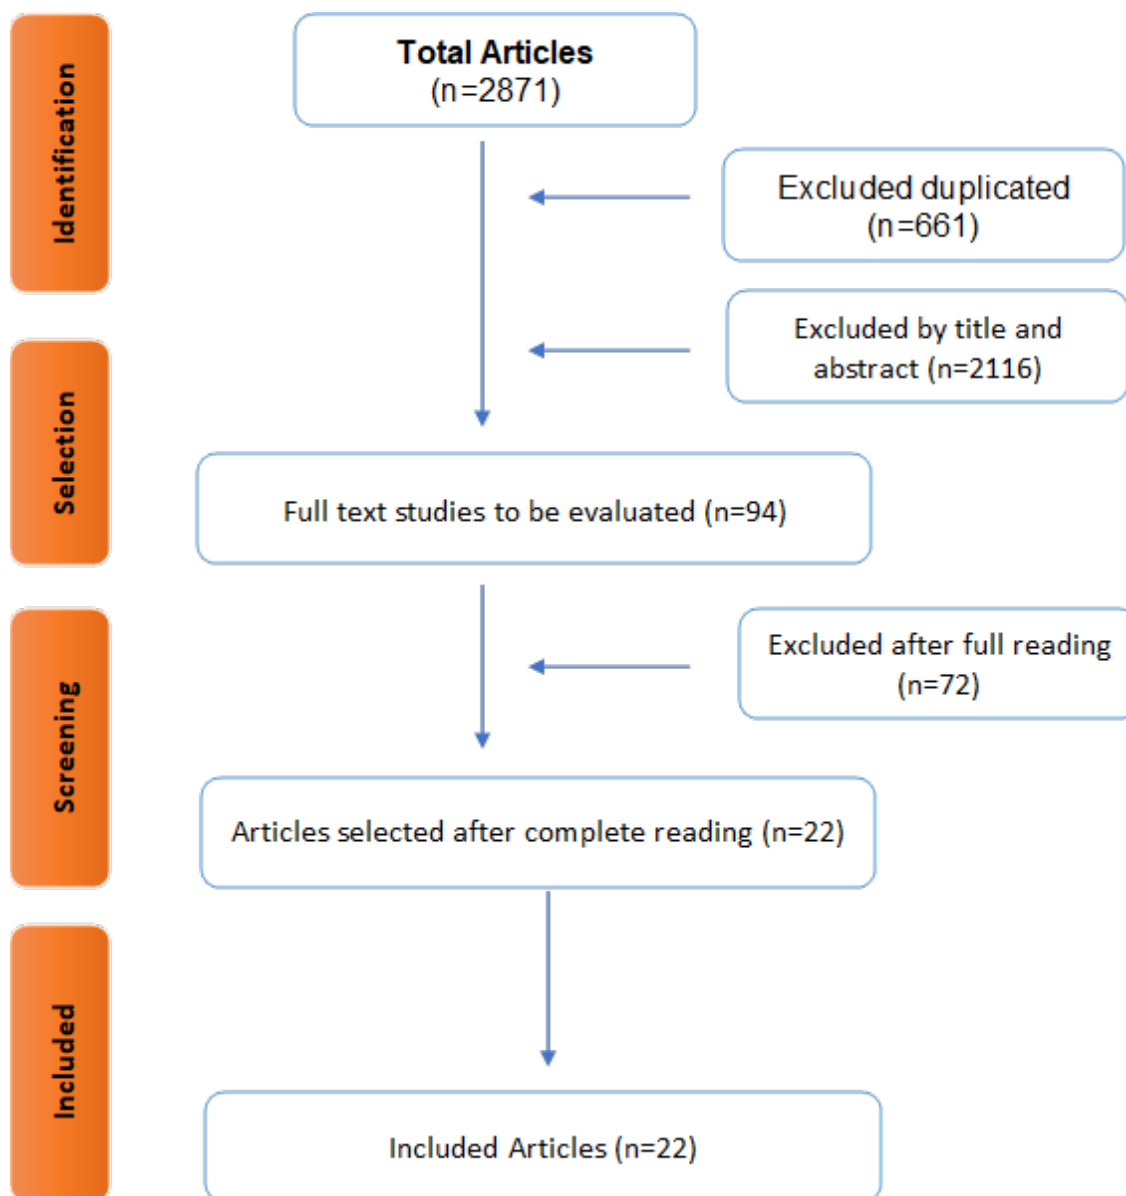 Identification
Total Articles
(n=2871)
Excluded duplicated
(n=661)
Excluded by title and
abstract (n=2116)
Selection
Full text studies to be evaluated (n=94)
Screening
Excluded after full reading
(n=72)
Articles selected after complete reading (n=22)
Included
Included Articles (n=22)